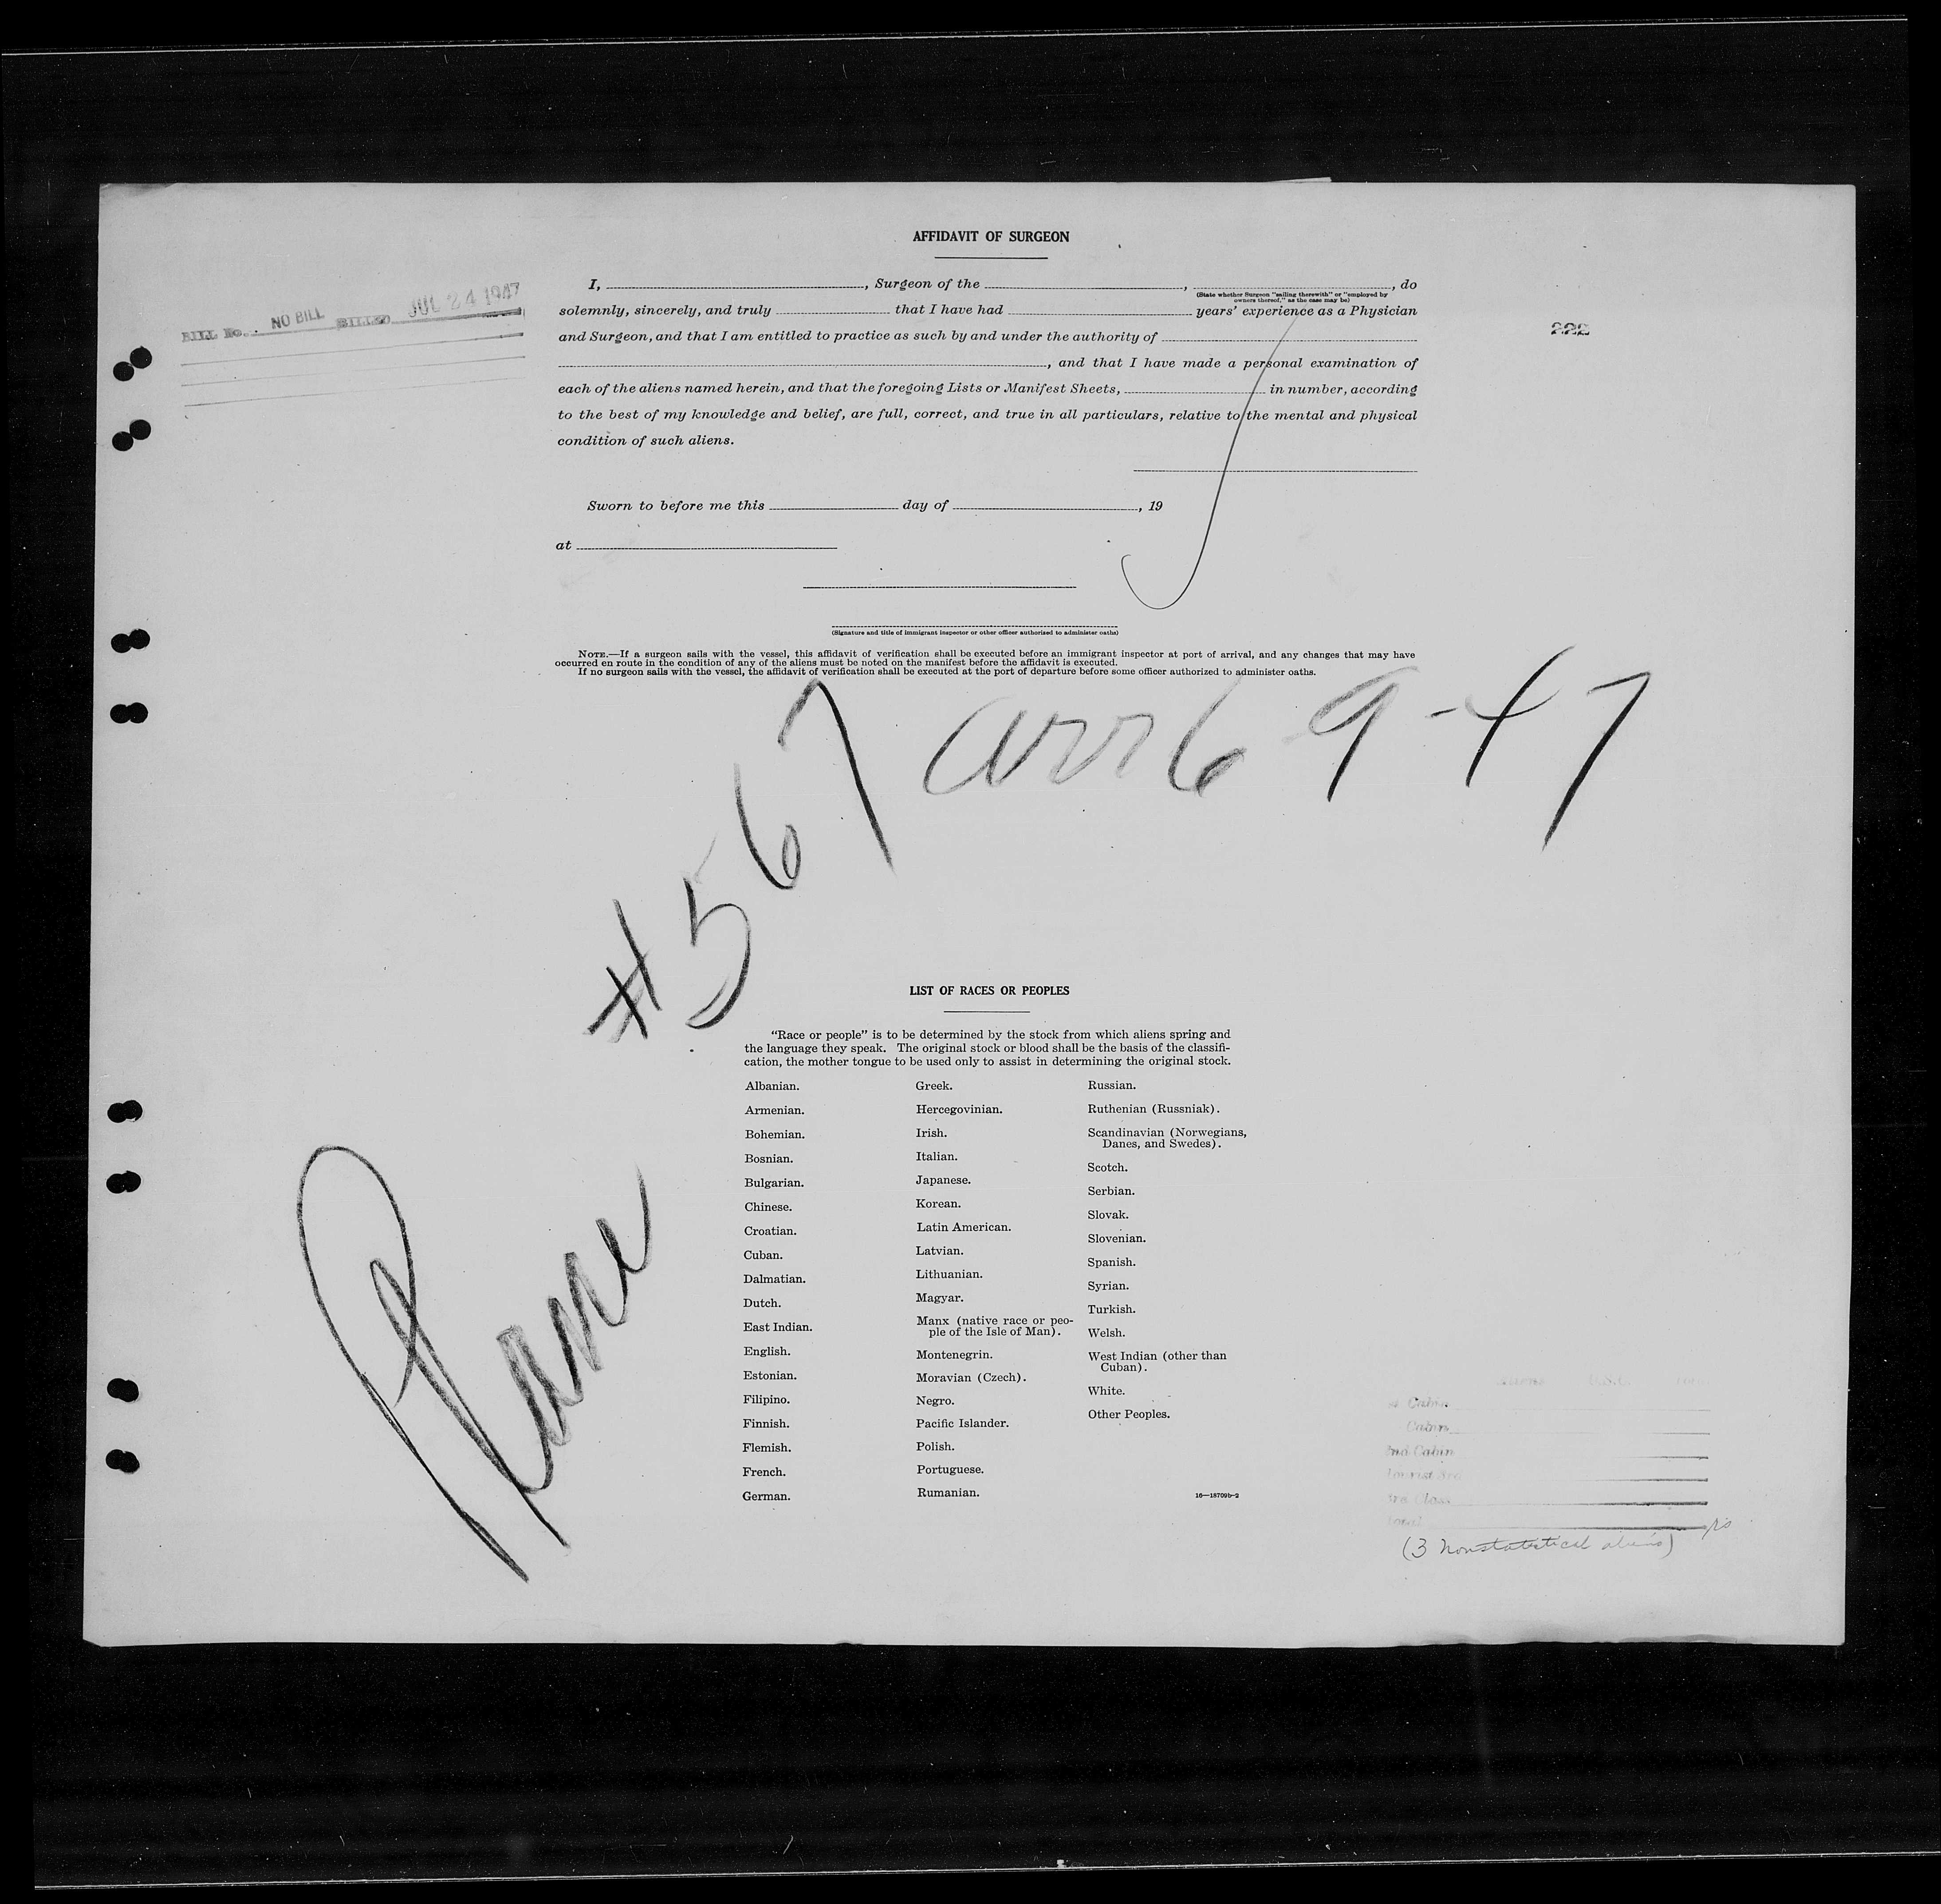 AFFIDAVIT OF SURGEON
I, , Surgeon of the , , do
(State whether Surgeon "sailing therewith" or "employed by
owners thereof," as the case may be)
solemnly, sincerely, and truly that I have had years' experience as a Physician
and Surgeon, and that I am entitled to practice as such by and under the authority of
, and that I have made a personal examination of
each of the aliens named herein, and that the foregoing Lists or Manifest Sheets, in number, according
to the best of my knowledge and belief, are full, correct, and true in all particulars, relative to the mental and physical
condition of such aliens.
BILL No. NO BILL BILLED JUL 24 1947
222
Sworn to before me this day of , 19
at
(Signature and title of immigrant inspector or other officer authorized to administer oaths)
NOTE.—If a surgeon sails with the vessel, this affidavit of verification shall be executed before an immigrant inspector at port of arrival, and any changes that may have
occurred en route in the condition of any of the aliens must be noted on the manifest before the affidavit is executed.
If no surgeon sails with the vessel, the affidavit of verification shall be executed at the port of departure before some officer authorized to administer oaths.
Plane #567 arr 6 9-47
LIST OF RACES OR PEOPLES
"Race or people" is to be determined by the stock from which aliens spring and
the language they speak. The original stock or blood shall be the basis of the classifi-
cation, the mother tongue to be used only to assist in determining the original stock.
Albanian.
Armenian.
Bohemian.
Bosnian.
Bulgarian.
Chinese.
Croatian.
Cuban.
Dalmatian.
Dutch.
East Indian.
English.
Estonian.
Filipino.
Finnish.
Flemish.
French.
German.
Greek.
Hercegovinian.
Irish.
Italian.
Japanese.
Korean.
Latin American.
Latvian.
Lithuanian.
Magyar.
Manx (native race or peo-
ple of the Isle of Man).
Montenegrin.
Moravian (Czech).
Negro.
Pacific Islander.
Polish.
Portuguese.
Rumanian.
Russian.
Ruthenian (Russniak).
Scandinavian (Norwegians,
Danes, and Swedes).
Scotch.
Serbian.
Slovak.
Slovenian.
Spanish.
Syrian.
Turkish.
Welsh.
West Indian (other than
Cuban).
White.
Other Peoples.
16—18709b-2
Cabin
Cabin
2nd Cabin
Class
(3 Nonstatistical aliens)